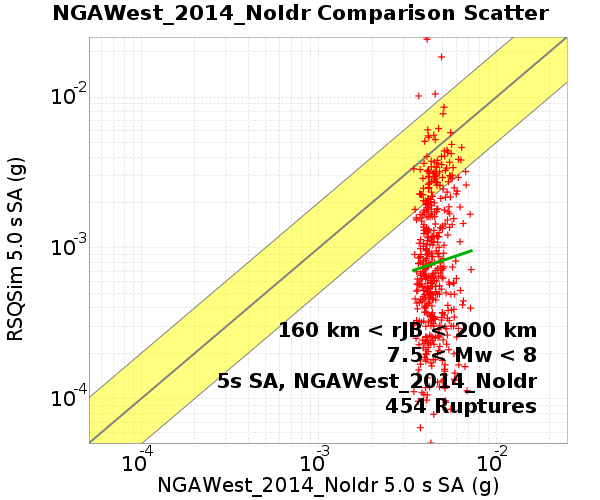 NGAWest_2014_NoIdr Comparison Scatter
RSQSim 5.0 s SA (g)
10-2
10-3
10-4
160 km < rJB < 200 km
7.5 < Mw < 8
5s SA, NGAWest_2014_NoIdr
454 Ruptures
10-4 10-3 10-2
NGAWest_2014_NoIdr 5.0 s SA (g)